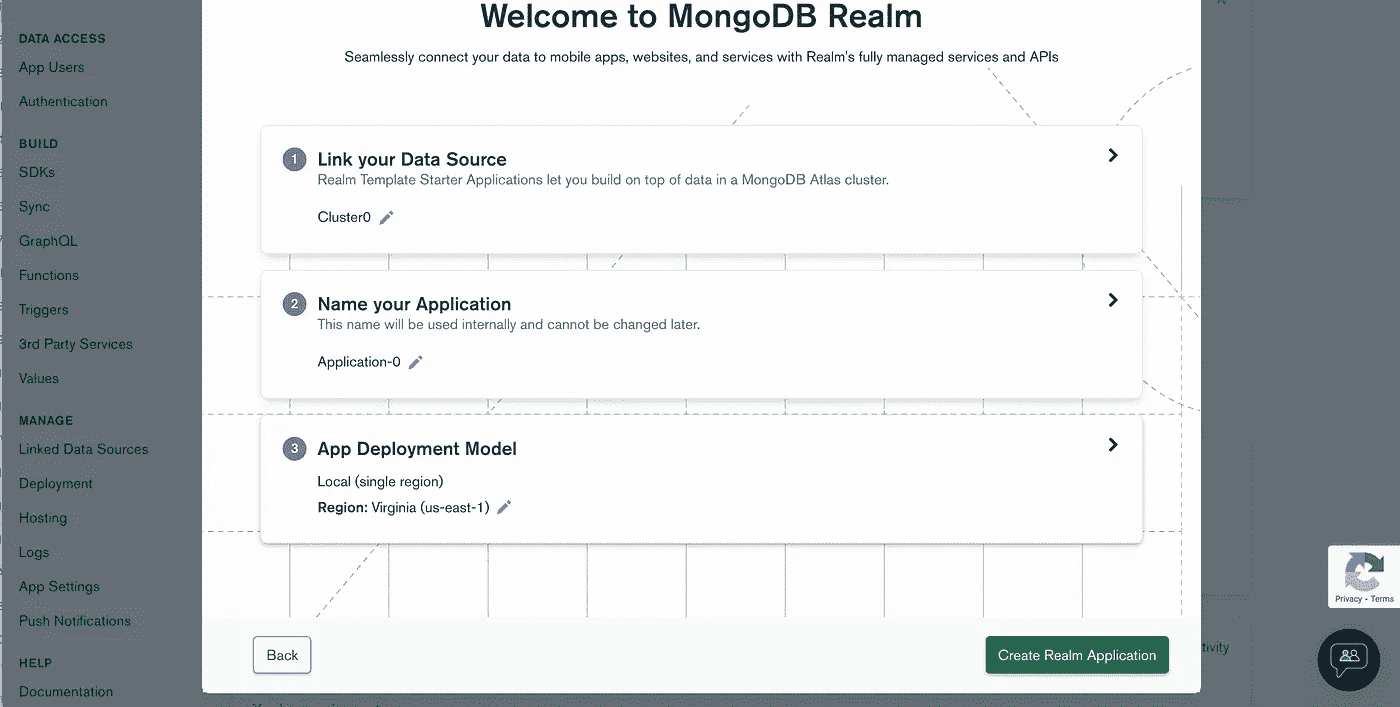 DATA ACCESS
App Users
Authentication
BUILD
SDKs
Sync
GraphQL
Functions
Triggers
3rd Party Services
Values
MANAGE
Linked Data Sources
Deployment
Hosting
Logs
App Settings
Push Notifications
HELP
Documentation
Welcome to MongoDB Realm
Seamlessly connect your data to mobile apps, websites, and services with Realm's fully managed services and APIs
1 Link your Data Source
Realm Template Starter Applications let you build on top of data in a MongoDB Atlas cluster.
Cluster0
2 Name your Application
This name will be used internally and cannot be changed later.
Application-0
3 App Deployment Model
Local (single region)
Region: Virginia (us-east-1)
Back
Create Realm Application
tivity
Privacy - Terms